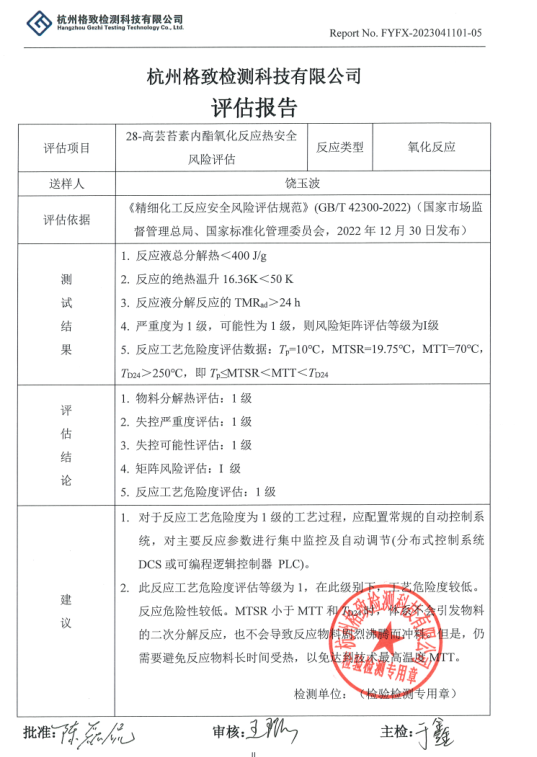 杭州格致检测科技有限公司
Hangzhou Gezhi Testing Technology Co., Ltd.
Report No. FYFX-2023041101-05
杭州格致检测科技有限公司
评估报告
评估项目
28-高芸苔素内酯氧化反应热安全
风险评估
反应类型
氧化反应
送样人
饶玉波
评估依据
《精细化工反应安全风险评估规范》(GB/T 42300-2022)（国家市场监
督管理总局、国家标准化管理委员会，2022 年 12 月 30 日发布）
测
试
结
果
1. 反应液总分解热＜400 J/g
2. 反应的绝热温升 16.36K＜50 K
3. 反应液分解反应的 TMRad＞24 h
4. 严重度为 1 级，可能性为 1 级，则风险矩阵评估等级为I级
5. 反应工艺危险度评估数据：Tp=10℃，MTSR=19.75℃，MTT=70℃，
TD24＞250℃，即 Tp≤MTSR＜MTT＜TD24
评
估
结
论
1. 物料分解热评估：1 级
2. 失控严重度评估：1 级
3. 失控可能性评估：1 级
4. 矩阵风险评估：I 级
5. 反应工艺危险度评估：1 级
建
议
1. 对于反应工艺危险度为 1 级的工艺过程，应配置常规的自动控制系
统，对主要反应参数进行集中监控及自动调节(分布式控制系统
DCS 或可编程逻辑控制器 PLC)。
2. 此反应工艺危险度评估等级为 1，在此级别下，工艺危险度较低。
反应危险性较低。MTSR 小于 MTT 和 TD24 时，体系不会引发物料
的二次分解反应，也不会导致反应物料剧烈沸腾而冲料。但是，仍
需要避免反应物料长时间受热，以免达到技术最高温度 MTT。
检测单位：（检验检测专用章）
杭州格致检测科技有限公司
检验检测专用章
批准：
审核：
主检：于鑫
II